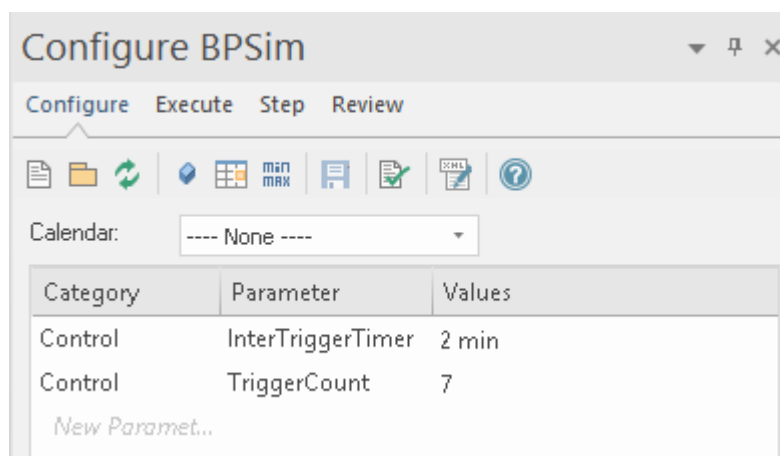 Configure BPSim
Configure Execute Step Review
min
max
XML
Calendar: ---- None ----
Category Parameter Values
Control InterTriggerTimer 2 min
Control TriggerCount 7
New Paramet...